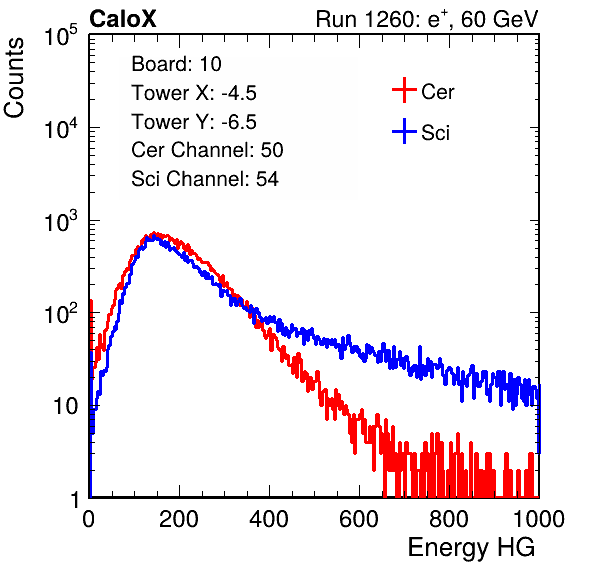 CaloX Run 1260: e⁺, 60 GeV
Counts
Board: 10
Tower X: -4.5
Tower Y: -6.5
Cer Channel: 50
Sci Channel: 54
Cer
Sci
10⁵
10⁴
10³
10²
10
1
0 200 400 600 800 1000
Energy HG